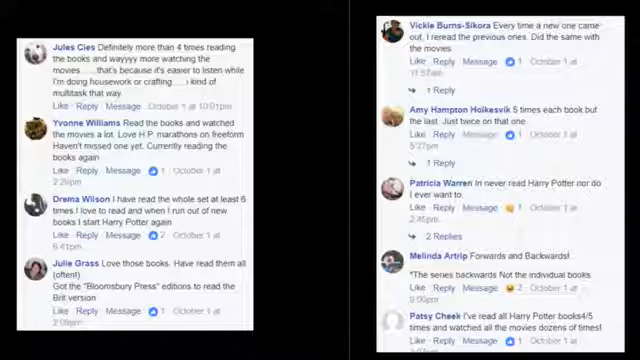 Jules Cies Definitely more than 4 times reading
the books and wayyy more watching the
movies.....that's because it's easier to listen while
I'm doing housework or crafting.....i kind of
multitask that way.
Like · Reply · Message · October 1 at 10:01pm
Yvonne Williams Read the books and watched
the movies a lot. Love H.P. marathons on freeform
Haven't missed one yet. Currently reading the
books again
Like · Reply · Message · 1 · October 1 at
2:29pm
Drema Wilson I have read the whole set at least 6
times I love to read and when I run out of new
books I start Harry Potter again
Like · Reply · Message · 2 · October 1 at
6:41pm
Julie Grass Love those books. Have read them all
(often!)
Got the "Bloomsbury Press" editions to read the
Brit version
Like · Reply · Message · 1 · October 1 at
2:09pm
Vickie Burns-Sikora Every time a new one came
out, I reread the previous ones. Did the same with
the movies
Like · Reply · Message · 1 · October 1 at
11:57am
1 Reply
Amy Hampton Holkesvik 5 times each book but
the last. Just twice on that one.
Like · Reply · Message · 1 · October 1 at
5:27pm
1 Reply
Patricia Warren In never read Harry Potter nor do
I ever want to.
Like · Reply · Message · 1 · October 1 at
2:45pm
2 Replies
Melinda Artrip Forwards and Backwards!
*The series backwards Not the individual books
Like · Reply · Message · 2 · October 1 at
6:00pm
Patsy Cheek I've read all Harry Potter books4/5
times and watched all the movies dozens of times!
Like · Reply · Message · 1 · October 1 at